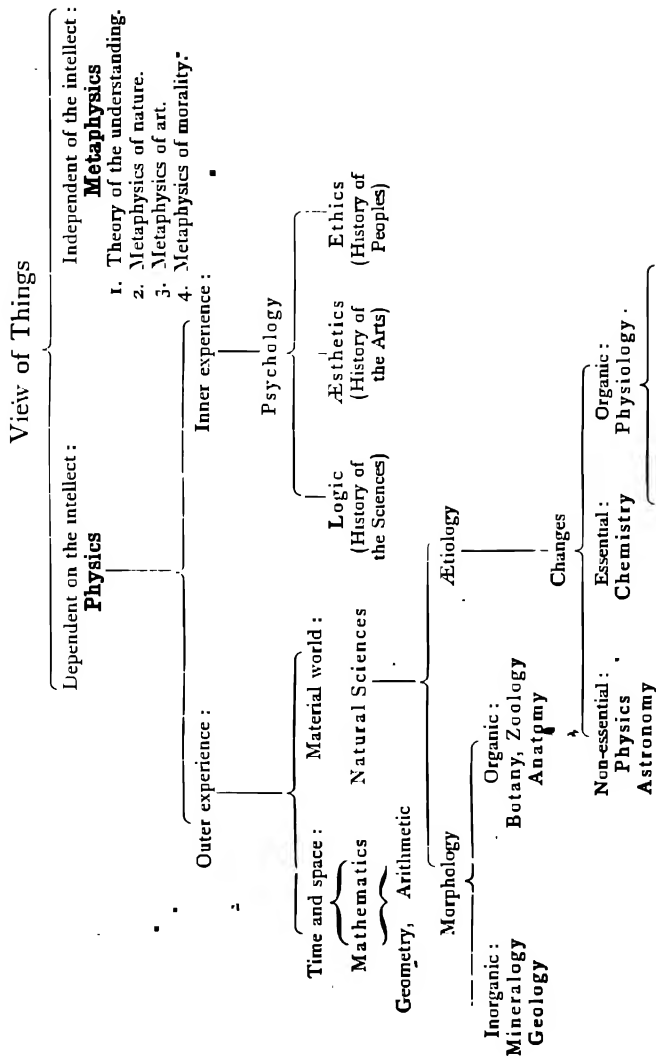 View of Things
Dependent on the intellect :
Physics
Independent of the intellect :
Metaphysics
1. Theory of the understanding.
2. Metaphysics of nature.
3. Metaphysics of art.
4. Metaphysics of morality.
Outer experience :
Inner experience :
Time and space :
Mathematics
Geometry, Arithmetic
Material world :
Natural Sciences
Psychology
Logic
(History of
the Sciences)
Æsthetics
(History of
the Arts)
Ethics
(History of
Peoples)
Morphology
Ætiology
Inorganic :
Mineralogy
Geology
Organic :
Botany, Zoology
Anatomy
Changes
Non-essential :
Physics
Astronomy
Essential :
Chemistry
Organic :
Physiology.